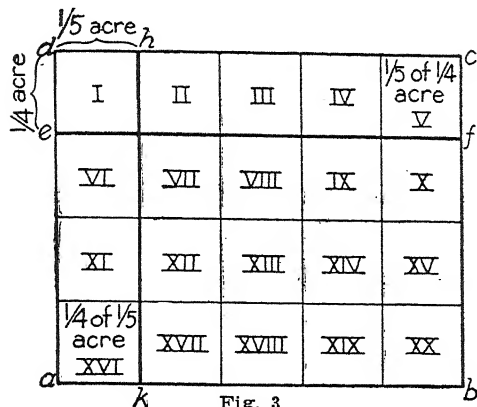 1/5 acre
d h c
1/4 acre
I II III IV 1/5 of 1/4
acre
V
e f
VI VII VIII IX X
XI XII XIII XIV XV
1/4 of 1/5
acre
XVI XVII XVIII XIX XX
a k b
Fig. 3